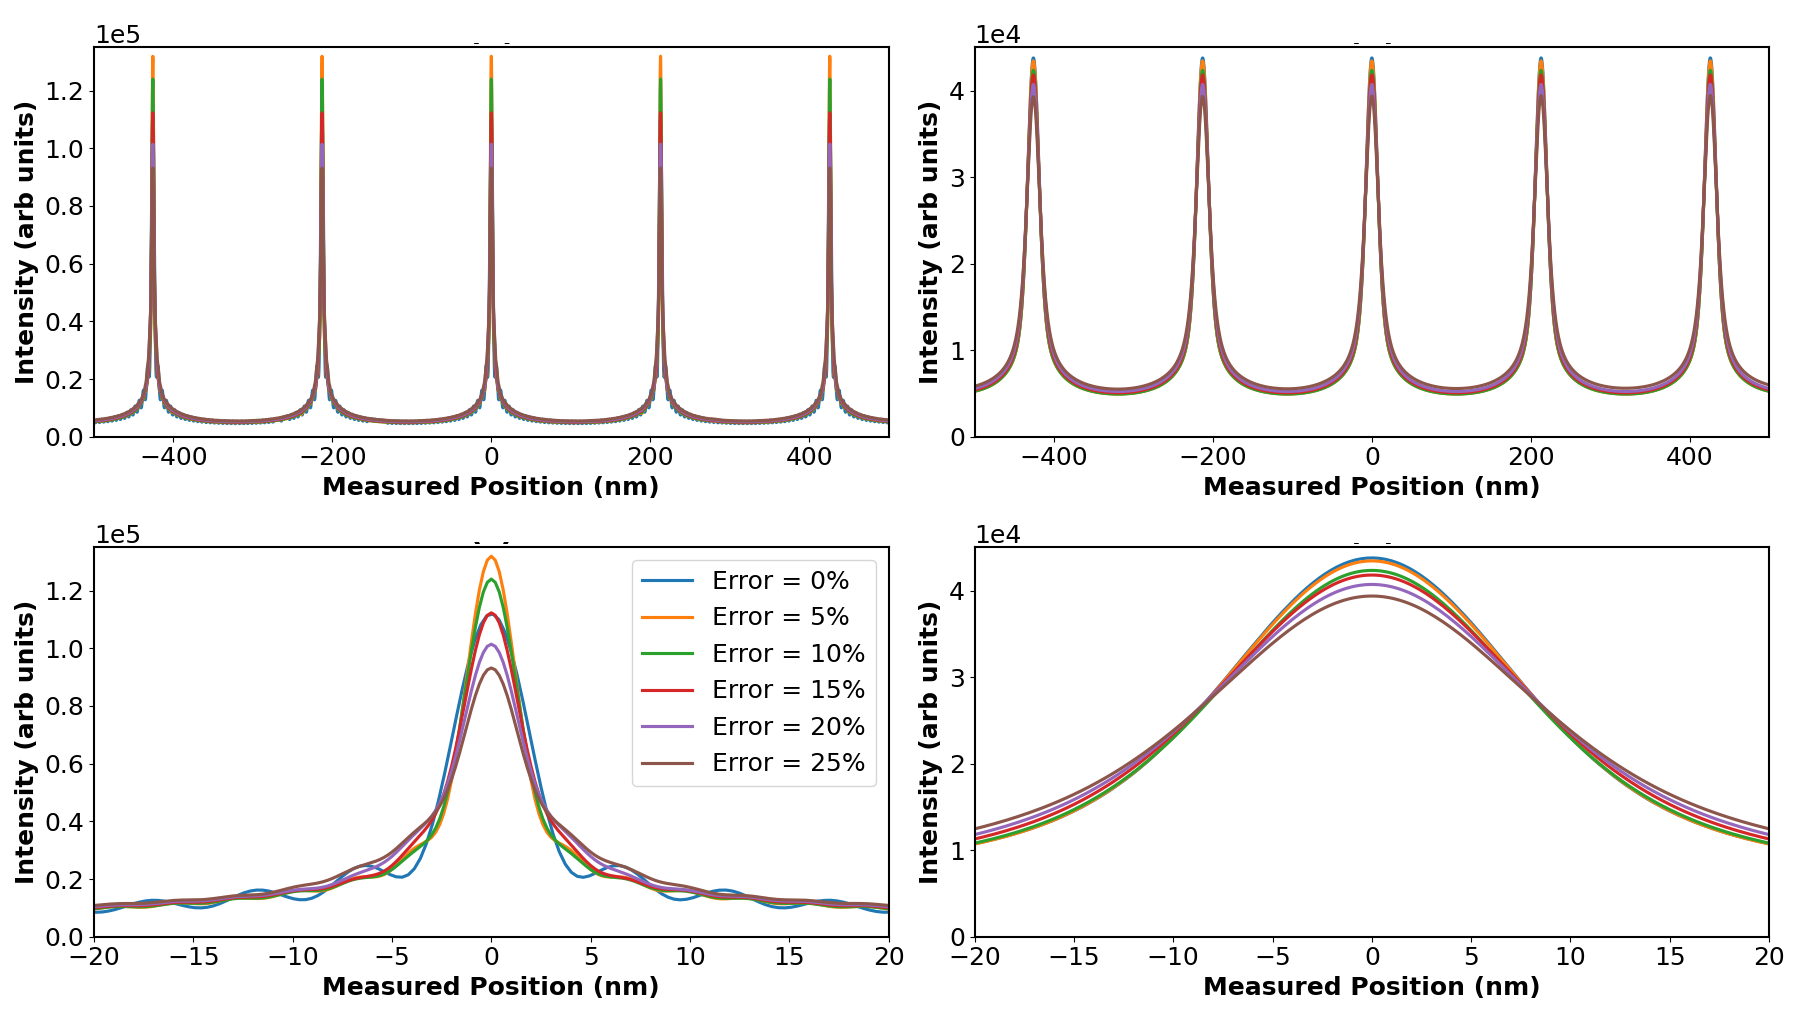 1e5
Intensity (arb units)
1.2
1.0
0.8
0.6
0.4
0.2
0.0
−400 −200 0 200 400
Measured Position (nm)
1e4
Intensity (arb units)
4
3
2
1
0
−400 −200 0 200 400
Measured Position (nm)
1e5
Intensity (arb units)
1.2
1.0
0.8
0.6
0.4
0.2
0.0
Error = 0%
Error = 5%
Error = 10%
Error = 15%
Error = 20%
Error = 25%
−20 −15 −10 −5 0 5 10 15 20
Measured Position (nm)
1e4
Intensity (arb units)
4
3
2
1
0
−20 −15 −10 −5 0 5 10 15 20
Measured Position (nm)